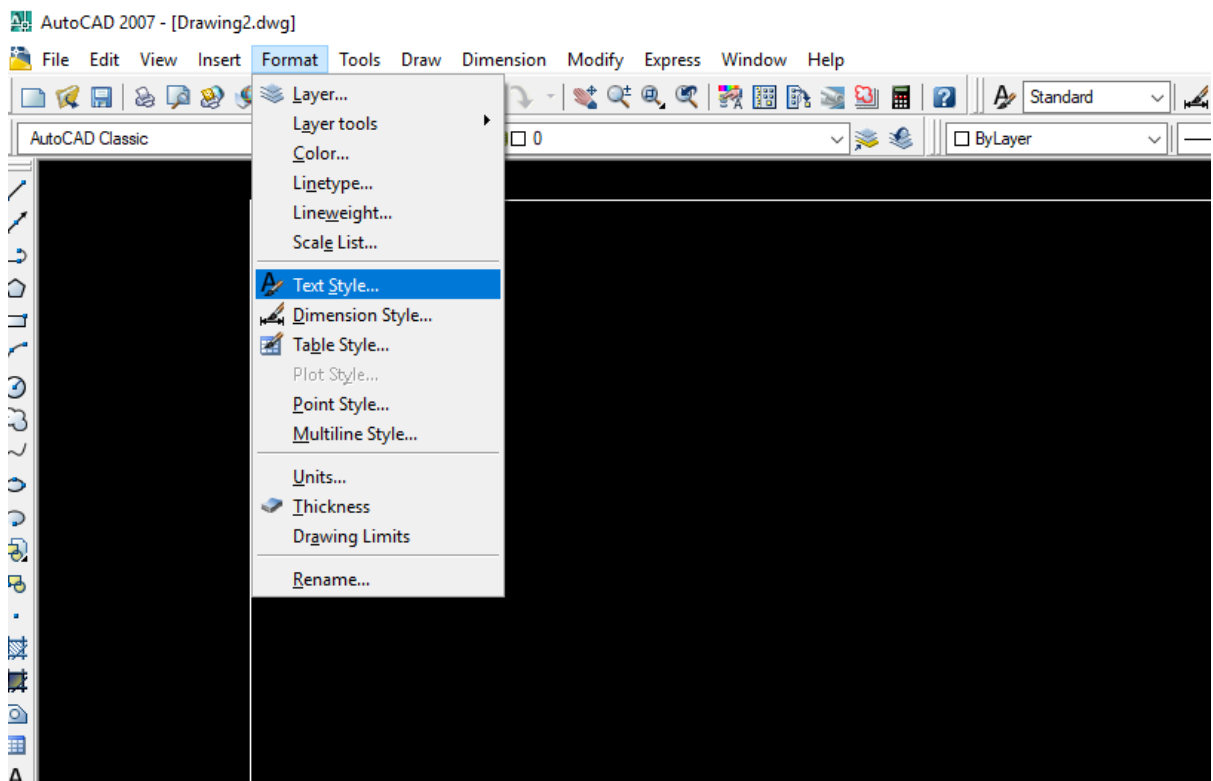 AutoCAD 2007 - [Drawing2.dwg]
File Edit View Insert Format Tools Draw Dimension Modify Express Window Help
Standard
AutoCAD Classic
0
ByLayer
Layer...
Layer tools
Color...
Linetype...
Lineweight...
Scale List...
Text Style...
Dimension Style...
Table Style...
Plot Style...
Point Style...
Multiline Style...
Units...
Thickness
Drawing Limits
Rename...
A